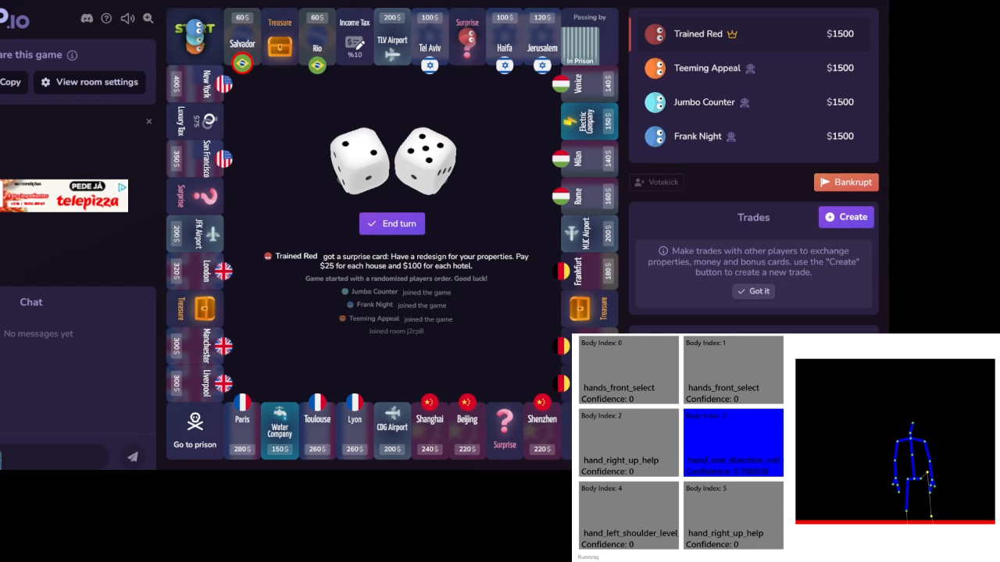 P.IO
are this game
Copy
View room settings
PEDE JÁ
telepizza
Chat
No messages yet
START
60$
Salvador
Treasure
60$
Rio
Income Tax
%10
200$
TLV Airport
100$
Tel Aviv
Surprise
100$
Haifa
120$
Jerusalem
Passing by
In Prison
400$
New York
Luxury Tax
$75
350$
San Francisco
Surprise
200$
JFK Airport
320$
London
Treasure
300$
Manchester
300$
Liverpool
Venice
140$
Electric
Company
150$
Milan
140$
Rome
160$
MUC Airport
200$
Frankfurt
180$
Treasure
End turn
Trained Red got a surprise card: Have a redesign for your properties. Pay
$25 for each house and $100 for each hotel.
Game started with a randomized players order. Good luck!
Jumbo Counter joined the game
Frank Night joined the game
Teeming Appeal joined the game
Joined room j2cp8
Go to prison
Paris
280$
Water
Company
150$
Toulouse
260$
Lyon
260$
CDG Airport
200$
Shanghai
240$
Beijing
220$
Surprise
Shenzhen
220$
Trained Red $1500
Teeming Appeal $1500
Jumbo Counter $1500
Frank Night $1500
Votekick
Bankrupt
Trades
Create
Make trades with other players to exchange
properties, money and bonus cards. use the "Create"
button to create a new trade.
Got it
Body Index: 0
hands_front_select
Confidence: 0
Body Index: 1
hands_front_select
Confidence: 0
Body Index: 2
hand_right_up_help
Confidence: 0
Body Index: 3
hand_one_direction_roll
Confidence: 0.700038
Body Index: 4
hand_left_shoulder_level
Confidence: 0
Body Index: 5
hand_right_up_help
Confidence: 0
Running